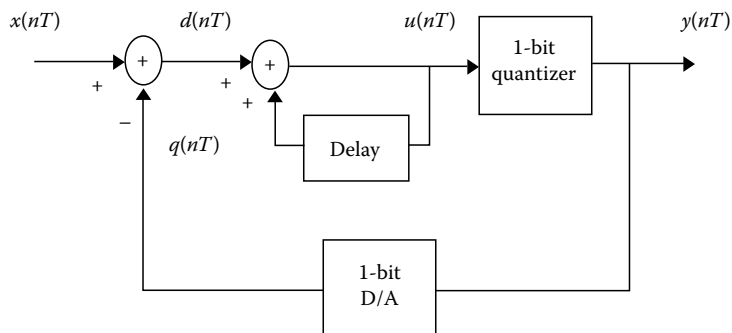 x(nT)
d(nT)
u(nT)
y(nT)
1-bit
quantizer
+
+
+
+
+
−
q(nT)
Delay
1-bit
D/A